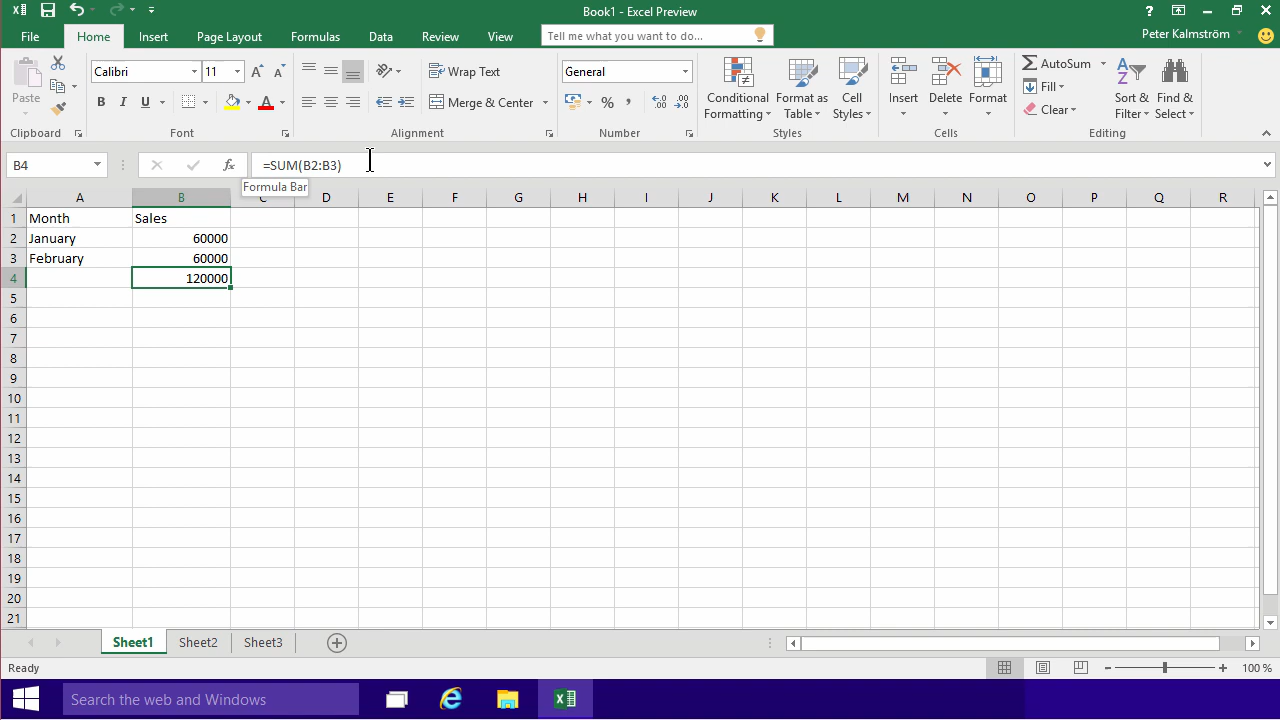 Book1 - Excel Preview
?
File Home Insert Page Layout Formulas Data Review View Tell me what you want to do... Peter Kalmström
Paste
Clipboard
Calibri 11 A A
B I U A
Font
Wrap Text
Merge & Center
Alignment
General
% , .0 .00 .00 .0
Number
Conditional Formatting
Format as Table
Cell Styles
Styles
Insert Delete Format
Cells
AutoSum
Fill
Clear
Sort & Filter
Find & Select
Editing
B4 fx =SUM(B2:B3)
Formula Bar
A B C D E F G H I J K L M N O P Q R
1 Month Sales
2 January 60000
3 February 60000
4 120000
5
6
7
8
9
10
11
12
13
14
15
16
17
18
19
20
21
Sheet1 Sheet2 Sheet3
Ready 100 %
Search the web and Windows